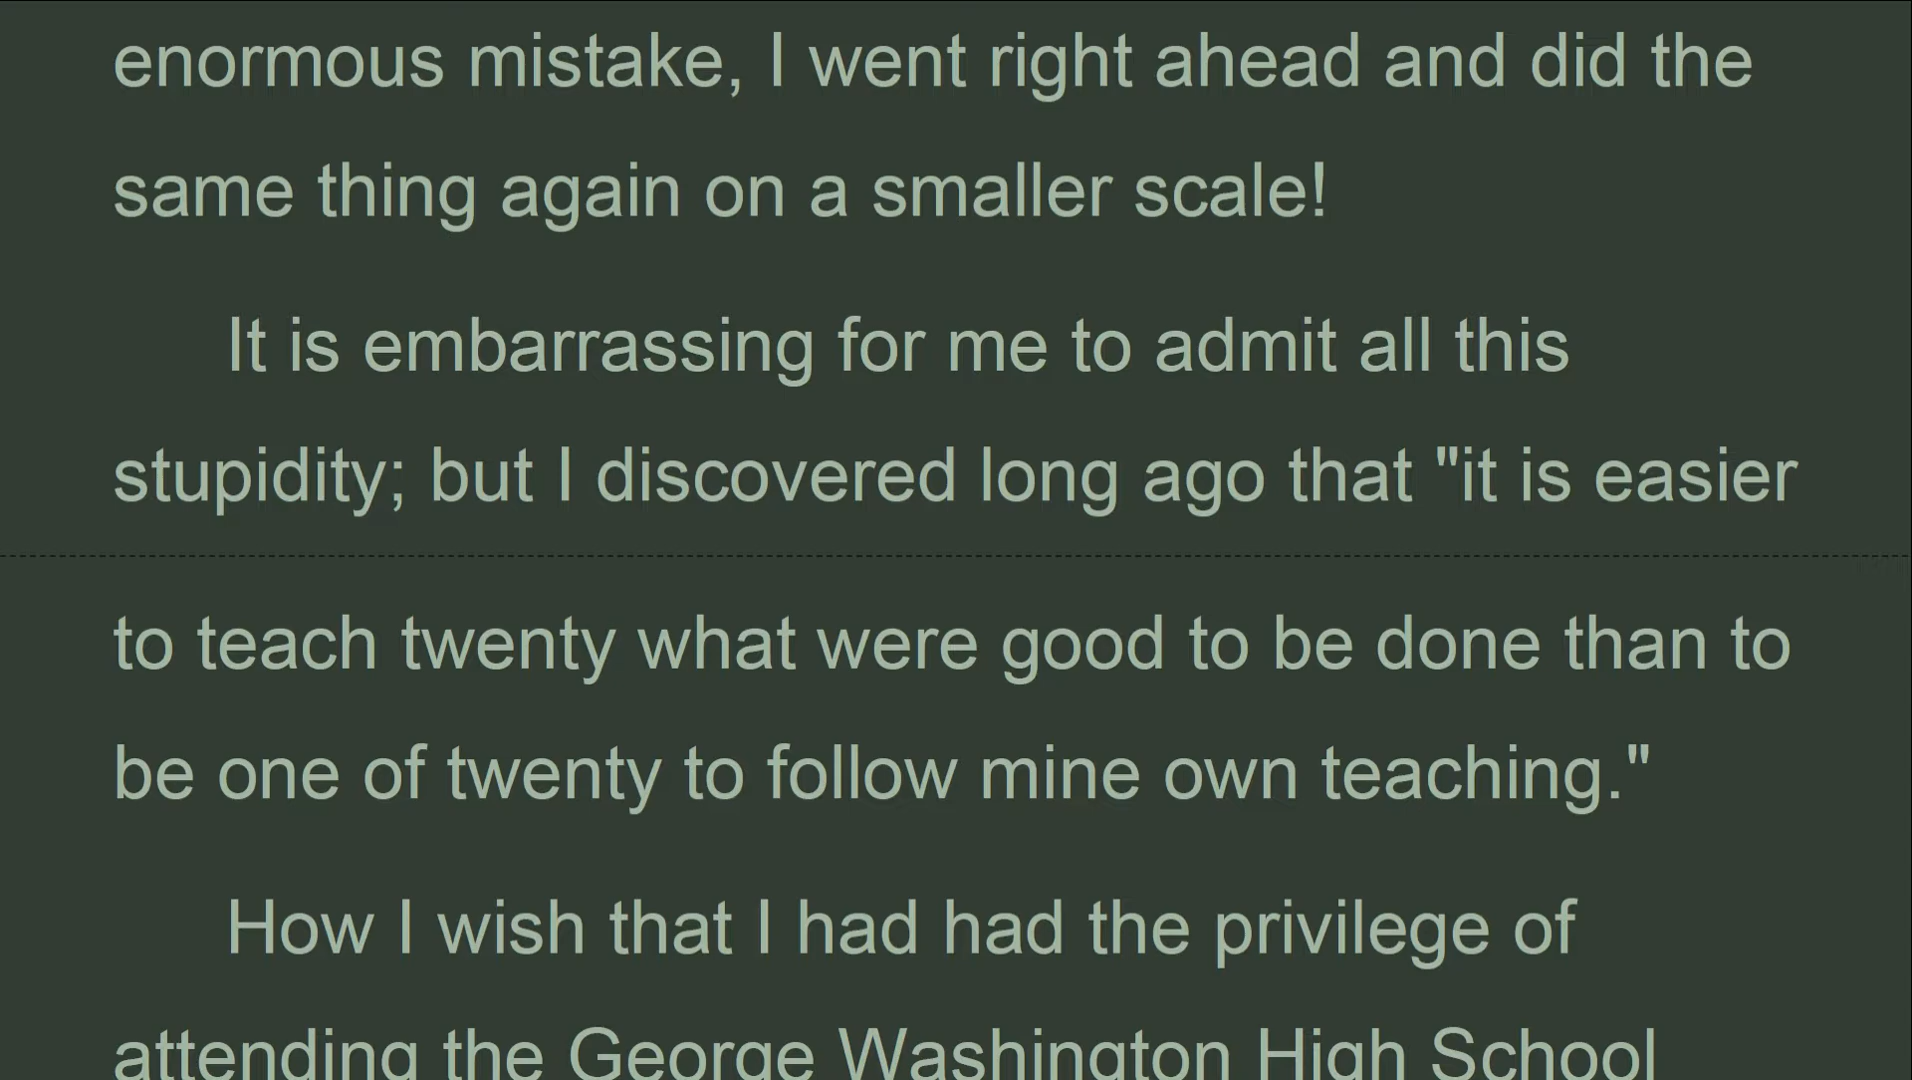 enormous mistake, I went right ahead and did the
same thing again on a smaller scale!
It is embarrassing for me to admit all this
stupidity; but I discovered long ago that "it is easier
to teach twenty what were good to be done than to
be one of twenty to follow mine own teaching."
How I wish that I had had the privilege of
attending the George Washington High School